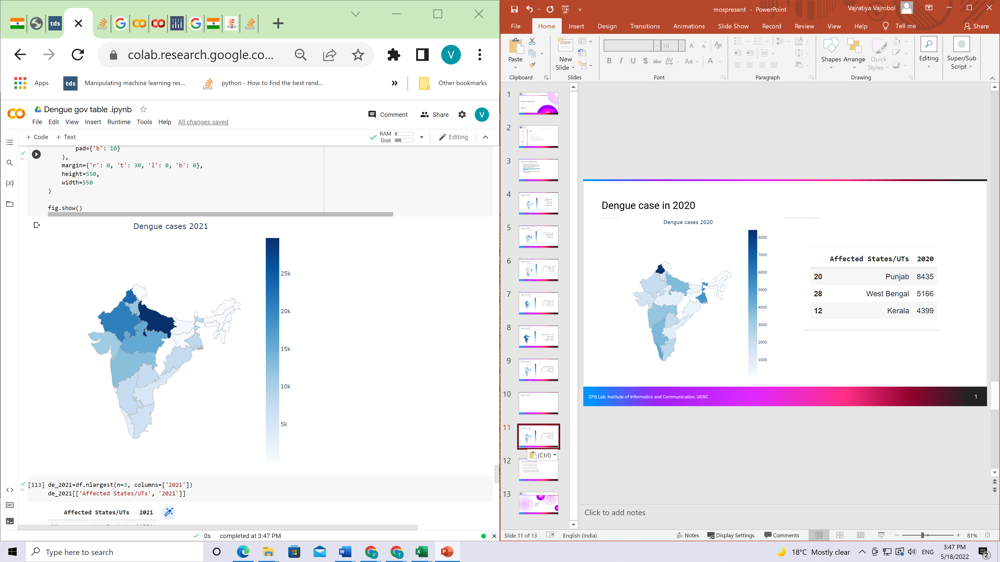 tds
colab.research.google.co...
V
Apps
tds
Manipulating machine learning res...
python - How to find the best rand...
»
Other bookmarks
Dengue gov table .ipynb
File Edit View Insert Runtime Tools Help All changes saved
Comment
Share
V
+ Code + Text
RAM
Disk
Editing
pad={'b': 10}
),
margin={'r': 0, 't': 30, 'l': 0, 'b': 0},
height=550,
width=550
)
fig.show()
0s
{x}
Dengue cases 2021
25k
20k
15k
10k
5k
[113] de_2021=df.nlargest(n=3, columns=['2021'])
de_2021[['Affected States/UTs', '2021']]
0s
Affected States/UTs 2021
0s completed at 3:47 PM
mospresent - PowerPoint
Vajratiya Vajrobol
File Home Insert Design Transitions Animations Slide Show Record Review View Help Tell me Share
Paste
New
Slide
18
B I U S abc AV Aa A
Shapes Arrange Quick
Styles
Editing
Super/Sub
Script
Clipboard Slides Font Paragraph Drawing
1
2
3
4
5
6
7
8
9
10
11
(Ctrl)
12
13
Dengue case in 2020
Dengue cases 2020
8000
7000
6000
5000
4000
3000
2000
1000
Affected States/UTs 2020
20 Punjab 8435
28 West Bengal 5166
12 Kerala 4399
CPS Lab, Institute of Informatics and Communication, UDSC
1
Click to add notes
Slide 11 of 13 English (India) Notes Display Settings Comments 81%
Type here to search
18°C Mostly clear
ENG
3:47 PM
5/18/2022
2